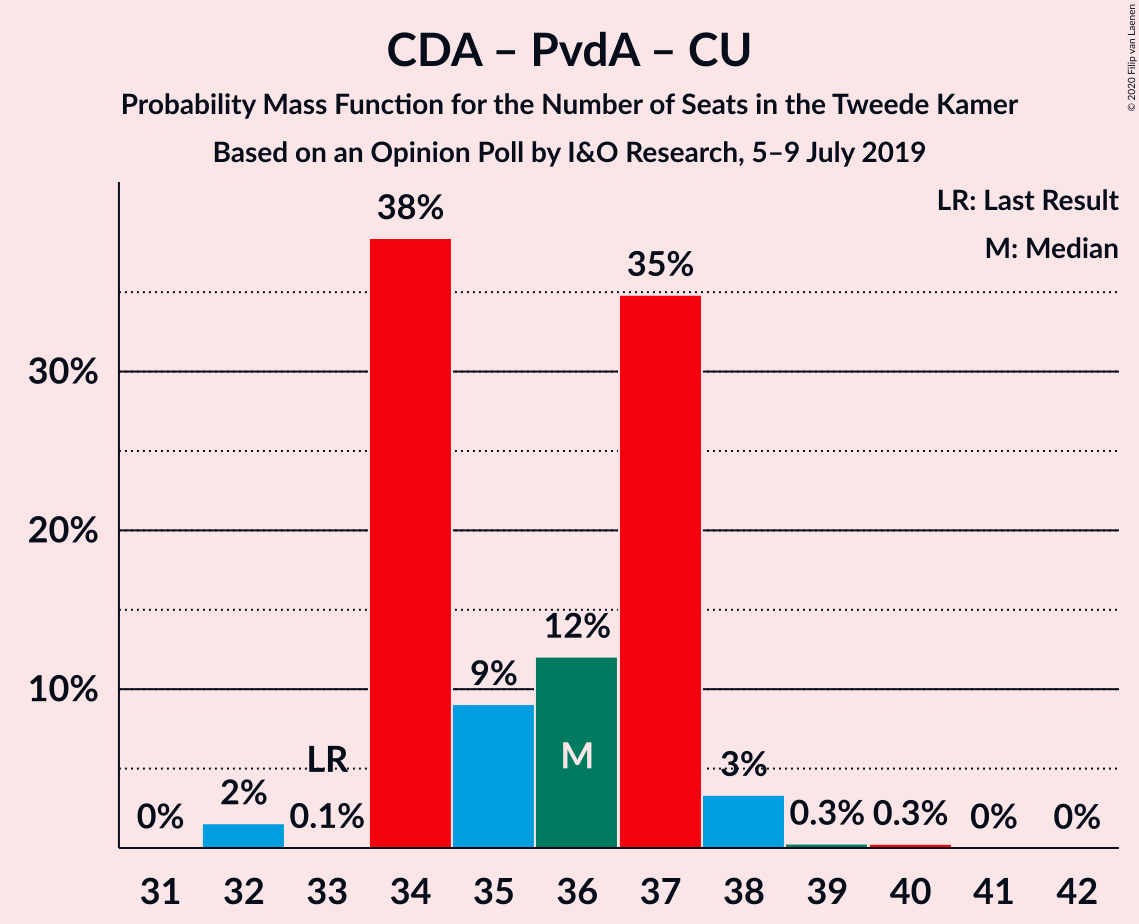 CDA – PvdA – CU
Probability Mass Function for the Number of Seats in the Tweede Kamer
Based on an Opinion Poll by I&O Research, 5–9 July 2019
© 2020 Filip van Laenen
LR: Last Result
M: Median
30%
20%
10%
0%
2%
LR
0.1%
38%
9%
12%
M
35%
3%
0.3%
0.3%
0%
0%
31 32 33 34 35 36 37 38 39 40 41 42